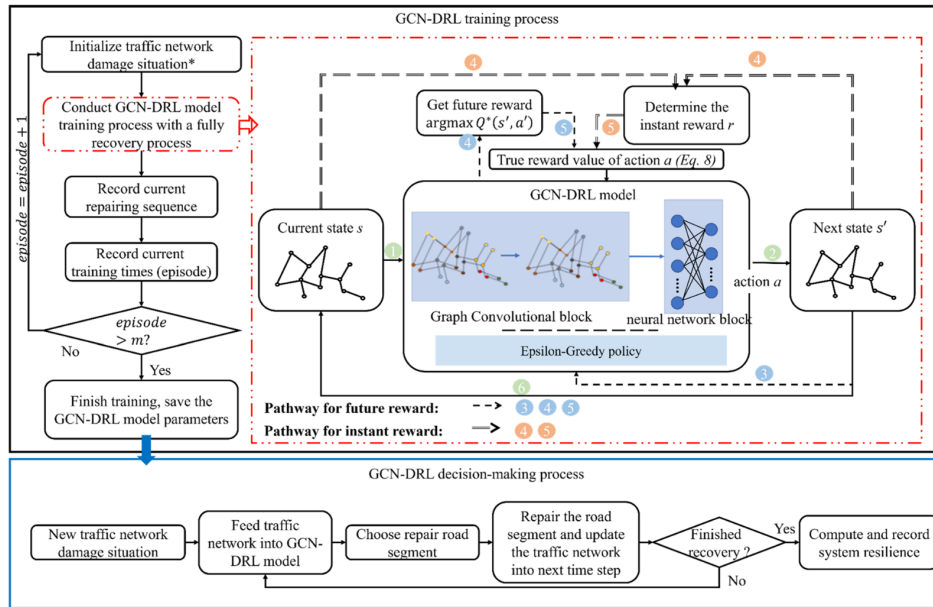 GCN-DRL training process
Initialize traffic network
damage situation*
Conduct GCN-DRL model
training process with a fully
recovery process
Record current
repairing sequence
Record current
training times (episode)
episode
> m?
No
Yes
Finish training, save the
GCN-DRL model parameters
episode = episode + 1
4
4
Get future reward
argmax Q*(s′, a′)
Determine the
instant reward r
5
5
4
True reward value of action a (Eq. 8)
GCN-DRL model
Current state s
1
Graph Convolutional block
neural network block
Epsilon-Greedy policy
2
action a
Next state s′
3
6
Pathway for future reward: 3 4 5
Pathway for instant reward: 4 5
GCN-DRL decision-making process
New traffic network
damage situation
Feed traffic
network into GCN-
DRL model
Choose repair road
segment
Repair the road
segment and update
the traffic network
into next time step
Finished
recovery ?
Yes
No
Compute and record
system resilience